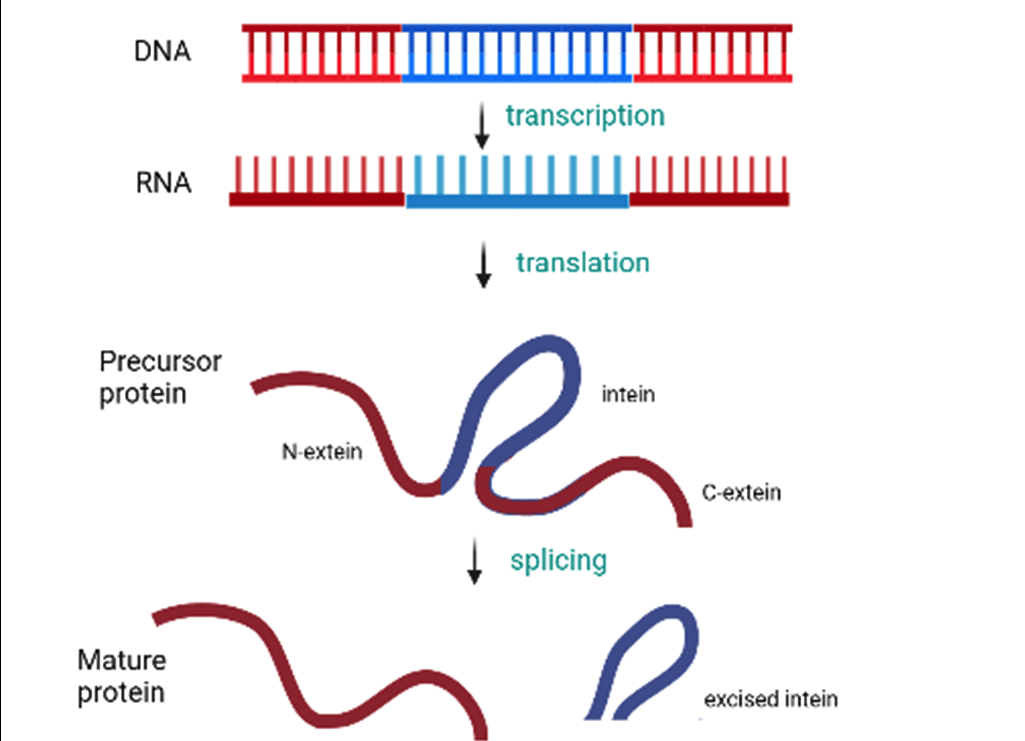 DNA
transcription
RNA
translation
Precursor
protein
intein
N-extein
C-extein
splicing
Mature
protein
excised intein